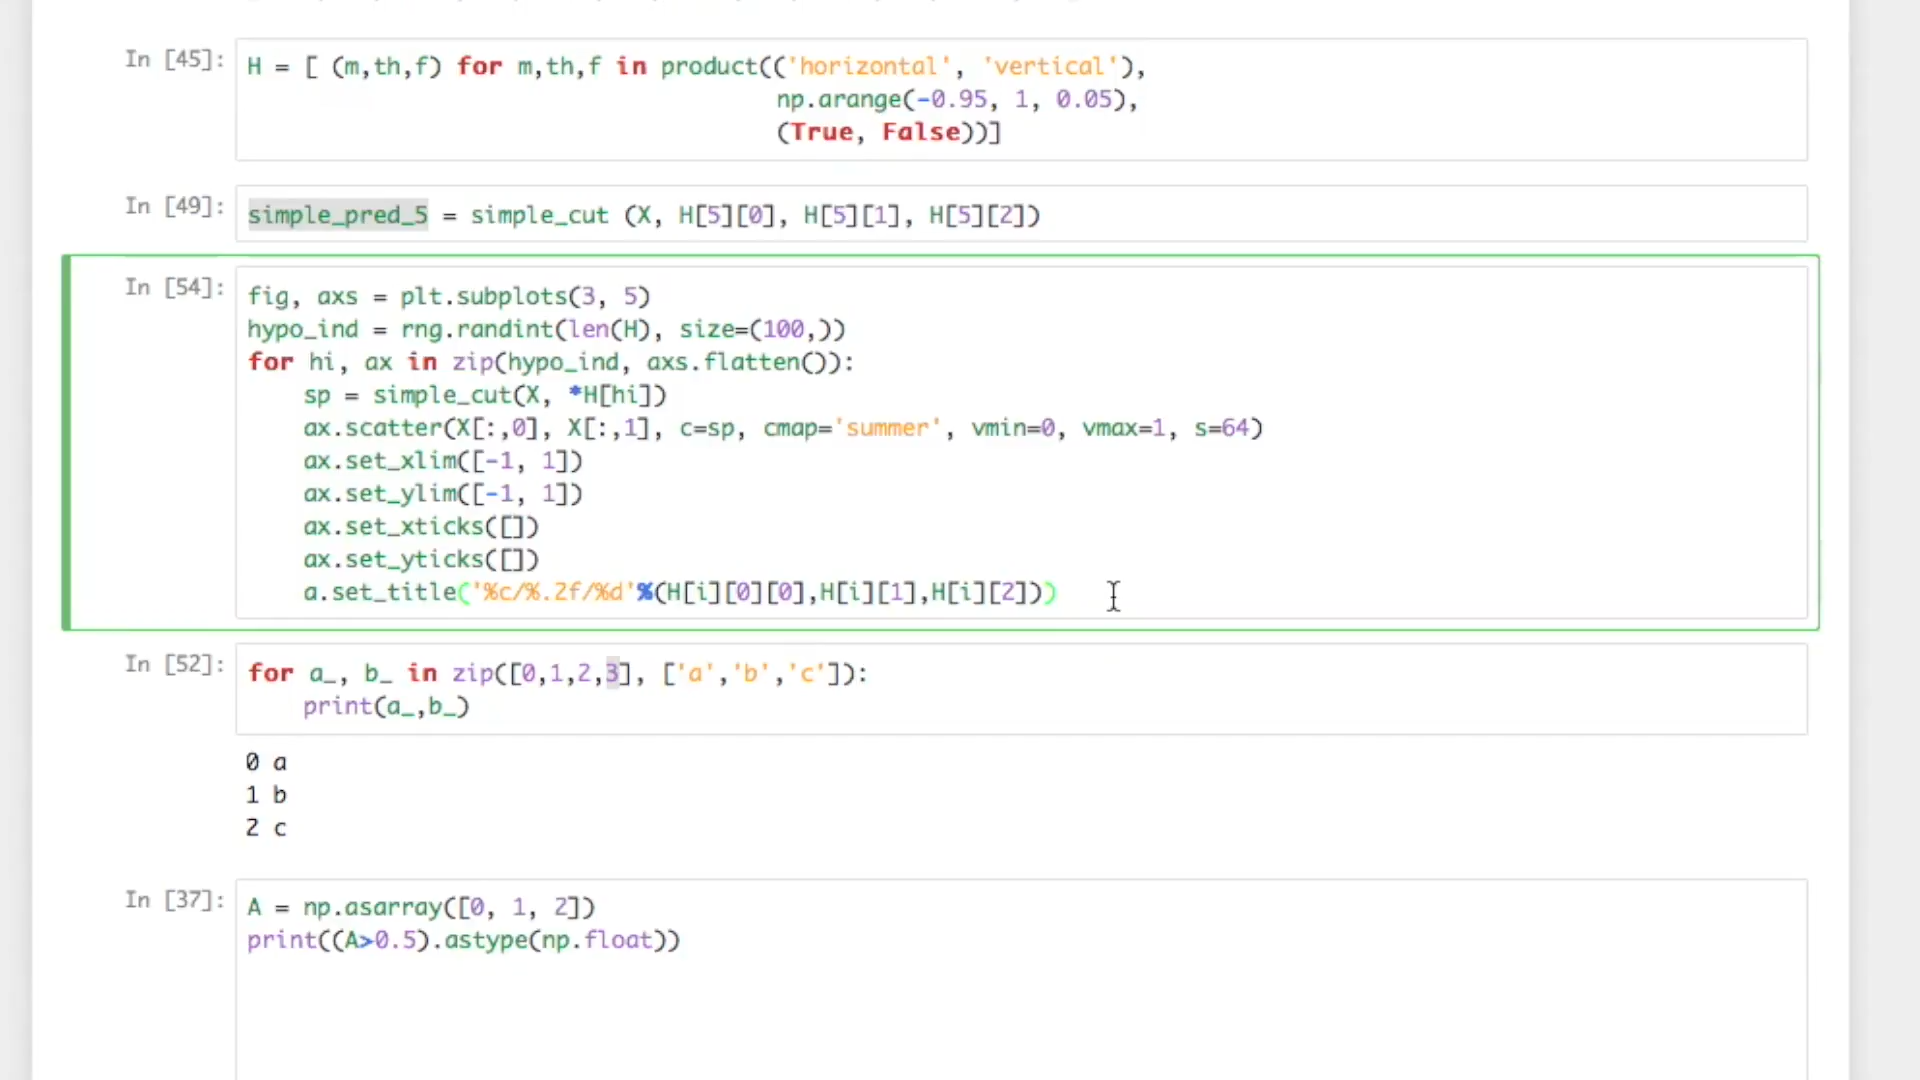 In [45]: H = [ (m,th,f) for m,th,f in product(('horizontal', 'vertical'),
np.arange(-0.95, 1, 0.05),
(True, False))]
In [49]: simple_pred_5 = simple_cut (X, H[5][0], H[5][1], H[5][2])
In [54]: fig, axs = plt.subplots(3, 5)
hypo_ind = rng.randint(len(H), size=(100,))
for hi, ax in zip(hypo_ind, axs.flatten()):
sp = simple_cut(X, *H[hi])
ax.scatter(X[:,0], X[:,1], c=sp, cmap='summer', vmin=0, vmax=1, s=64)
ax.set_xlim([-1, 1])
ax.set_ylim([-1, 1])
ax.set_xticks([])
ax.set_yticks([])
a.set_title('%c/%.2f/%d'%(H[i][0][0],H[i][1],H[i][2]))
In [52]: for a_, b_ in zip([0,1,2,3], ['a','b','c']):
print(a_,b_)
0 a
1 b
2 c
In [37]: A = np.asarray([0, 1, 2])
print((A>0.5).astype(np.float))